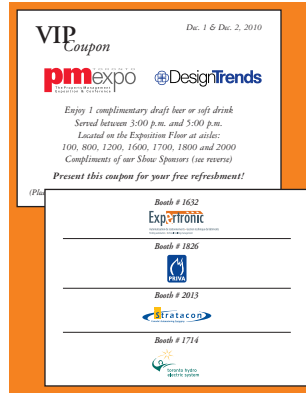 VIP
Coupon
Dec. 1 & Dec. 2, 2010
pmexpo
The Property Management
Exposition & Conference
DesignTrends
Enjoy 1 complimentary draft beer or soft drink
Served between 3:00 p.m. and 5:00 p.m.
Located on the Exposition Floor at aisles:
100, 800, 1200, 1600, 1700, 1800 and 2000
Compliments of our Show Sponsors (see reverse)
Present this coupon for your free refreshment!
Booth # 1632
Expertronic
Booth # 1826
PRIVA
Booth # 2013
Stratacon
Booth # 1714
toronto hydro
electric system